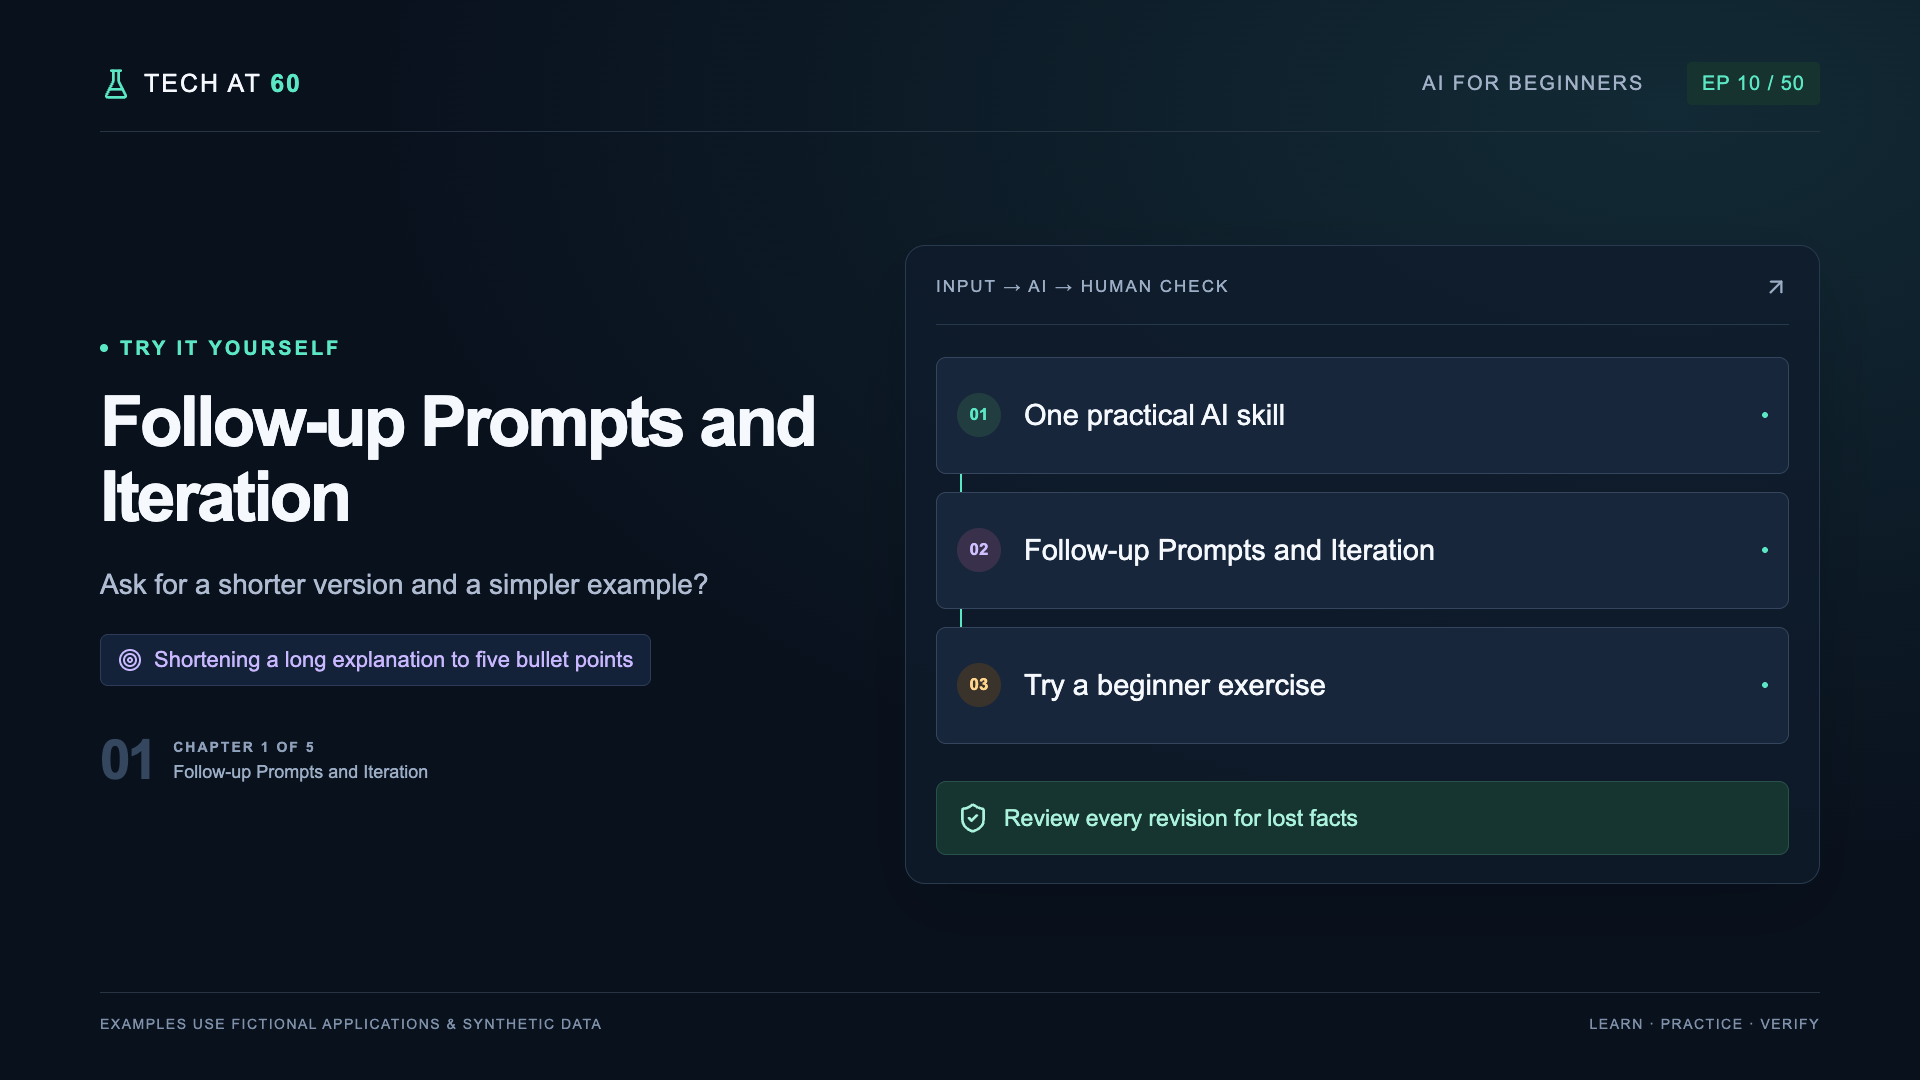 TECH AT 60
AI FOR BEGINNERS
EP 10 / 50
TRY IT YOURSELF
Follow-up Prompts and
Iteration
Ask for a shorter version and a simpler example?
Shortening a long explanation to five bullet points
01
CHAPTER 1 OF 5
Follow-up Prompts and Iteration
INPUT → AI → HUMAN CHECK
01 One practical AI skill
02 Follow-up Prompts and Iteration
03 Try a beginner exercise
Review every revision for lost facts
EXAMPLES USE FICTIONAL APPLICATIONS & SYNTHETIC DATA
LEARN · PRACTICE · VERIFY